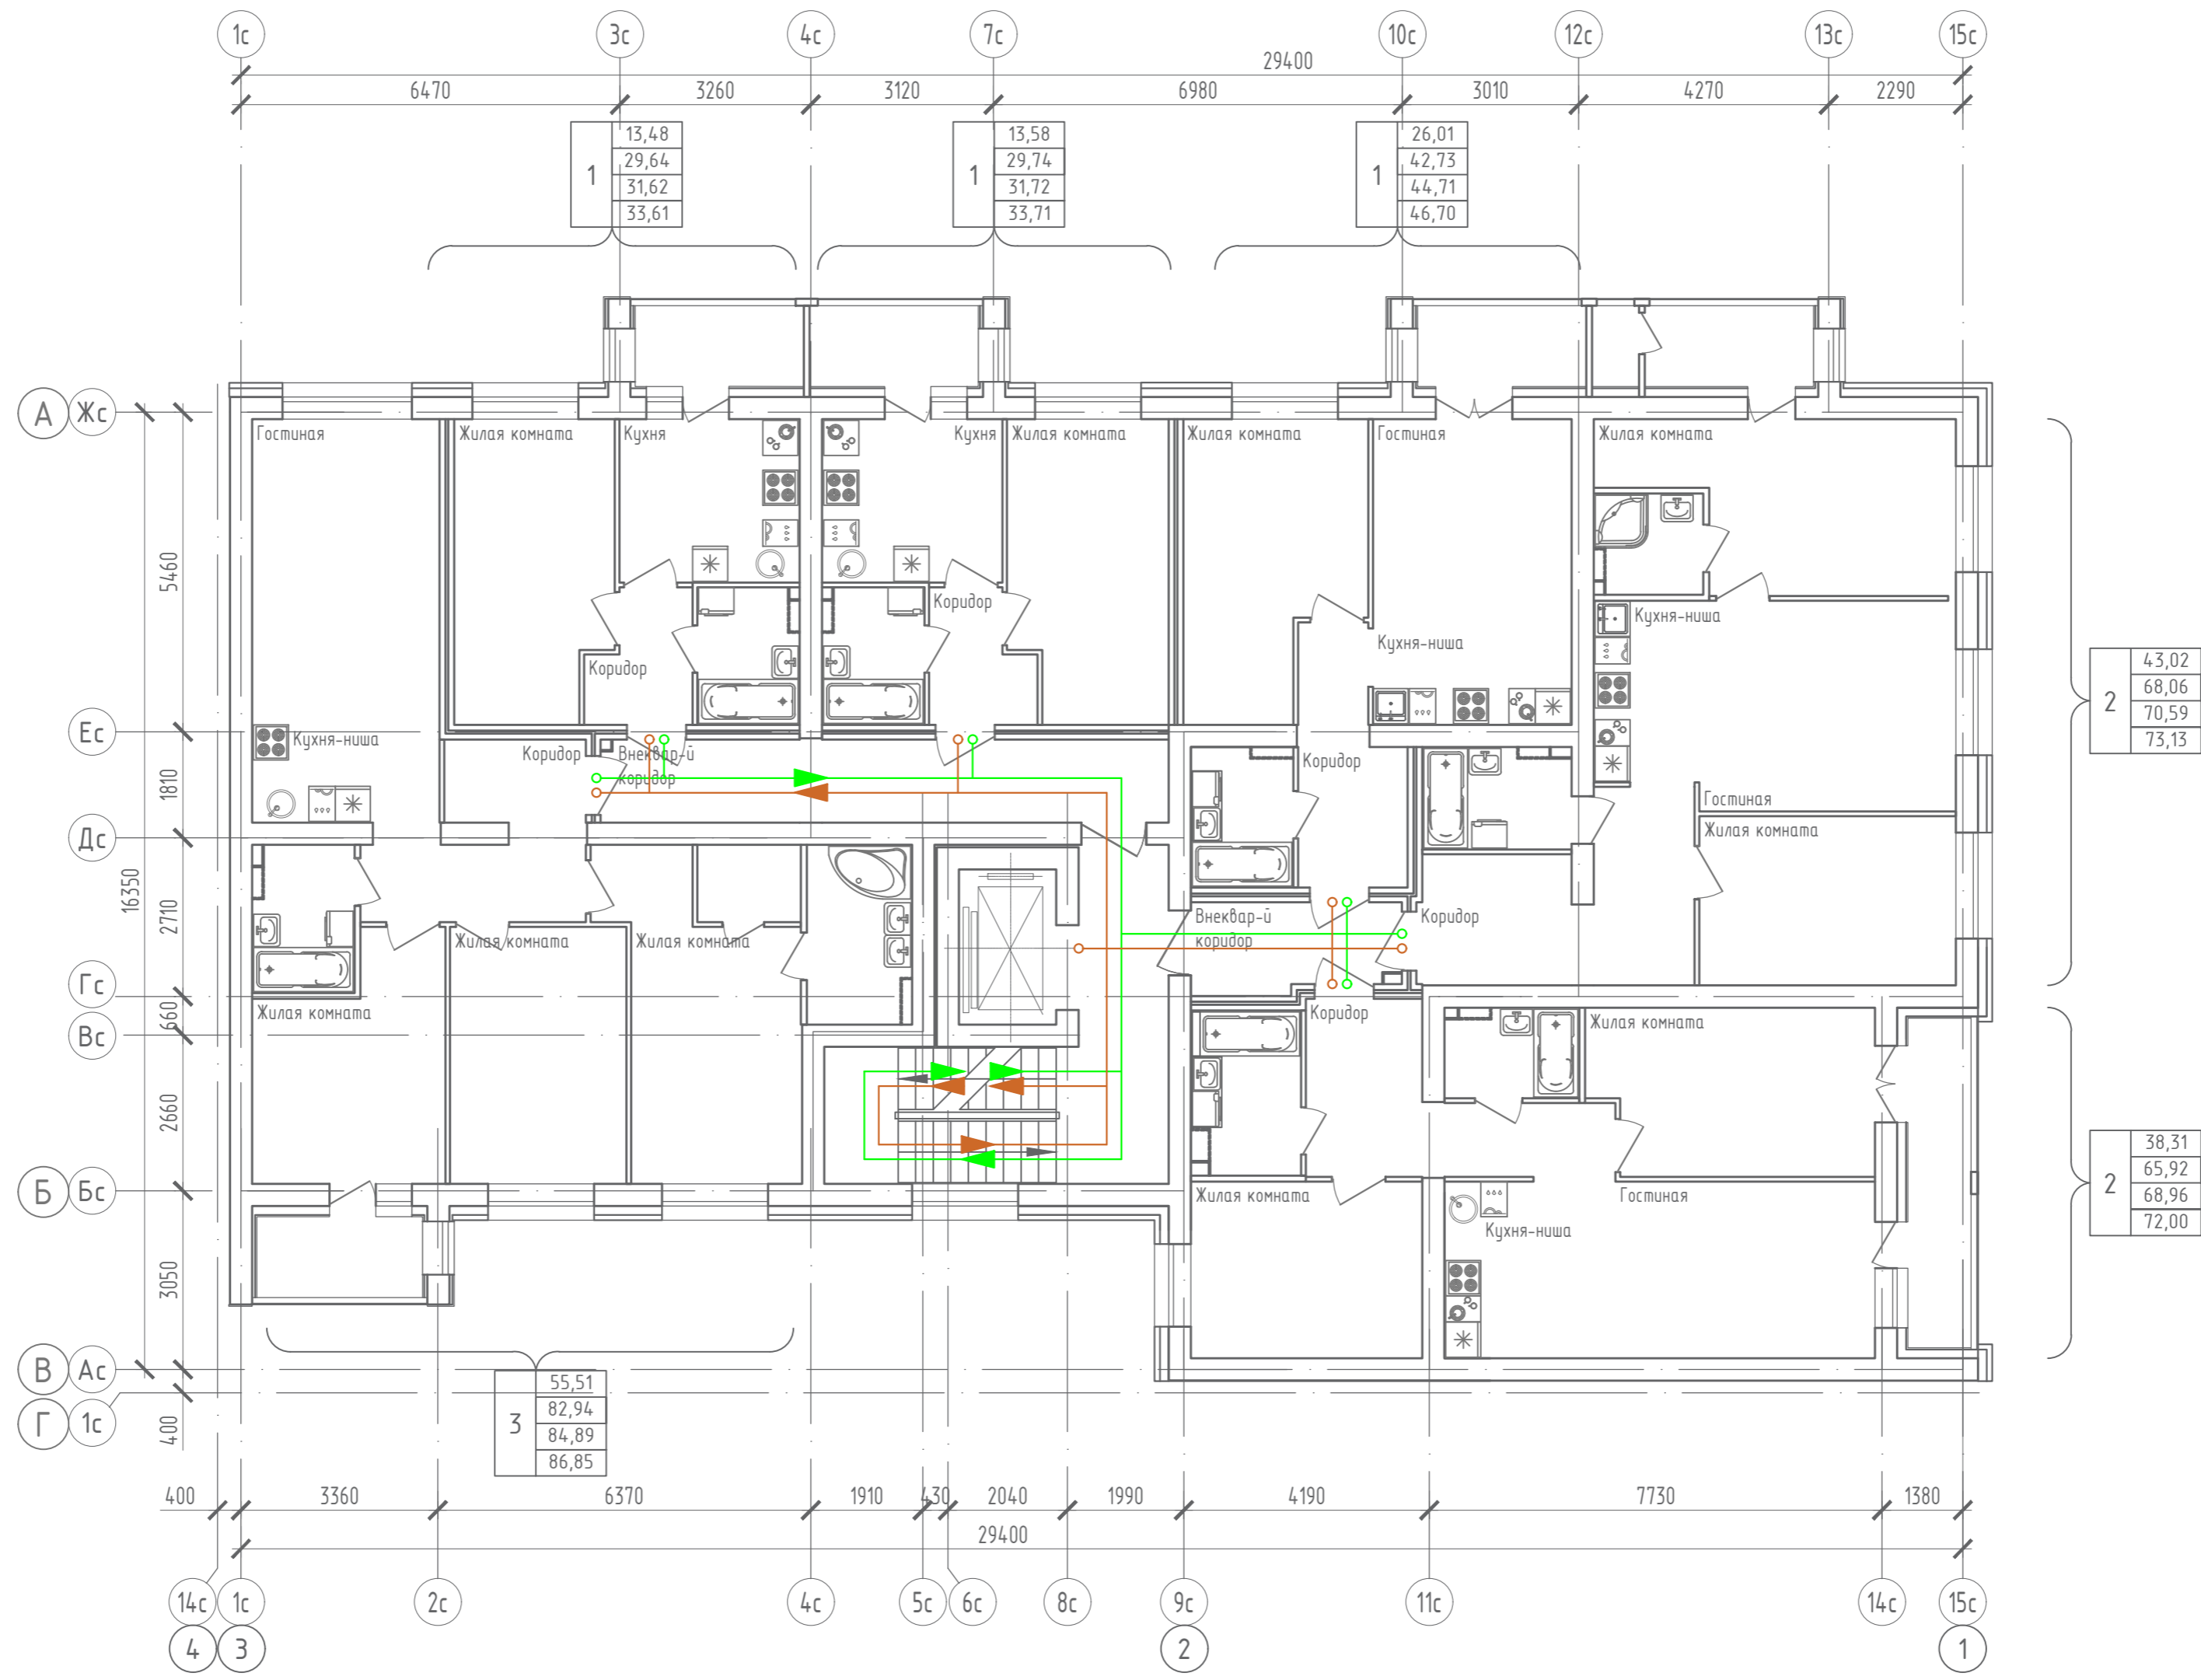 1с 3с 4с 7с 10с 12с 13с 15с
29400
6470 3260 3120 6980 3010 4270 2290
1
13,48
29,64
31,62
33,61
1
13,58
29,74
31,72
33,71
1
26,01
42,73
44,71
46,70
А Жс
Гостиная
Жилая комната
Кухня
Кухня
Жилая комната
Жилая комната
Гостиная
Жилая комната
5460
Коридор
Кухня-ниша
Кухня-ниша
Коридор
2
43,02
68,06
70,59
73,13
Ес
Кухня-ниша
Коридор
Внеквар-й
коридор
Коридор
1810
Гостиная
Жилая комната
Дс
16350
2710
Жилая комната
Жилая комната
Внеквар-й
коридор
Коридор
Гс
660
Вс
Жилая комната
Коридор
Жилая комната
2660
2
38,31
65,92
68,96
72,00
Б Бс
Жилая комната
Гостиная
Кухня-ниша
3050
В Ас
Г 1с
400
3
55,51
82,94
84,89
86,85
400 3360 6370 1910 430 2040 1990 4190 7730 1380
29400
14с 1с 2с 4с 5с 6с 8с 9с 11с 14с 15с
4 3 2 1